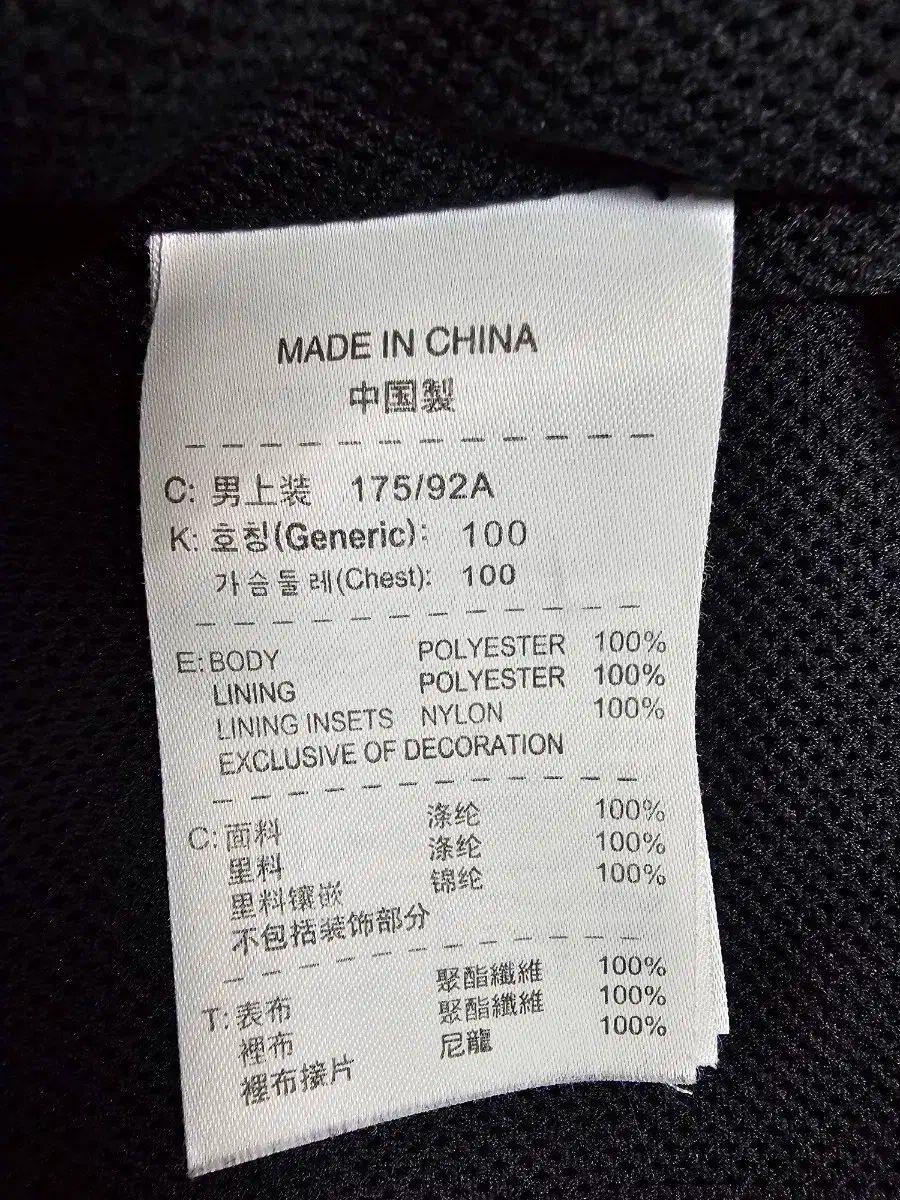 MADE IN CHINA
中国製
C: 男上装 175/92A
K: 호칭(Generic): 100
가슴둘레(Chest): 100
E: BODY POLYESTER 100%
LINING POLYESTER 100%
LINING INSETS NYLON 100%
EXCLUSIVE OF DECORATION
C: 面料 涤纶 100%
里料 涤纶 100%
里料镶嵌 锦纶 100%
不包括装饰部分
T: 表布 聚酯纖維 100%
裡布 聚酯纖維 100%
裡布接片 尼龍 100%